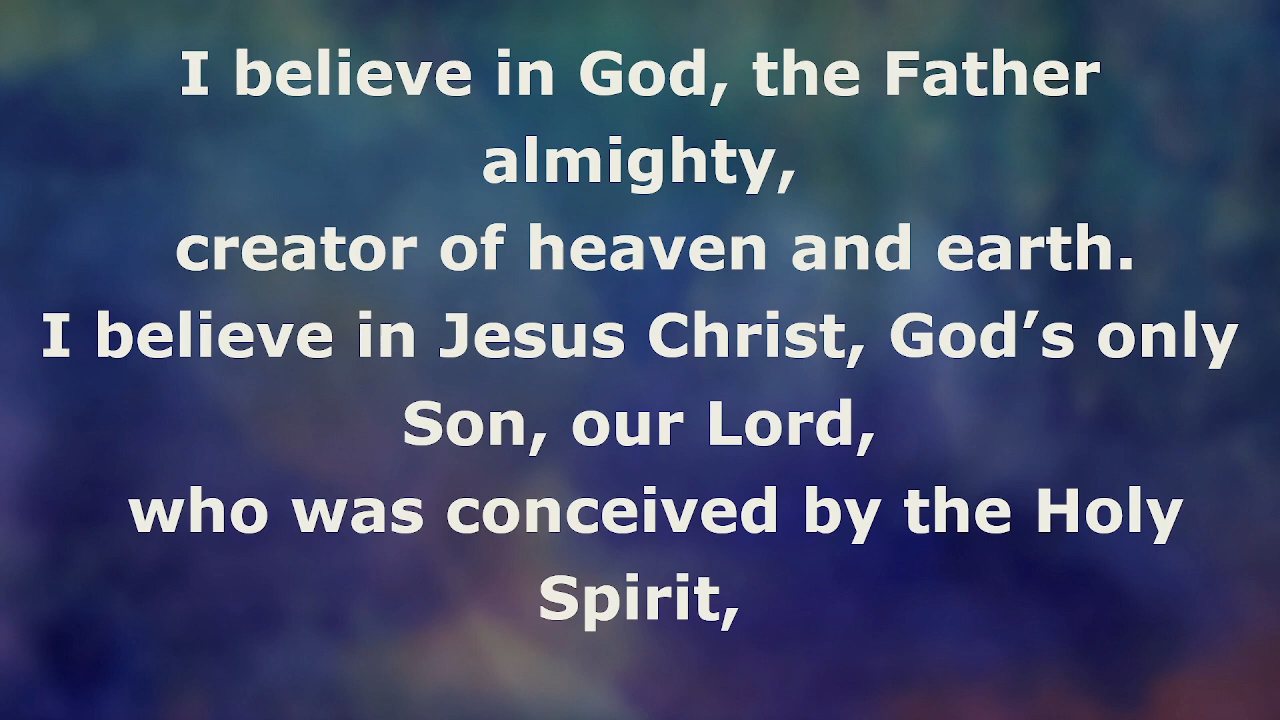 I believe in God, the Father
almighty,
creator of heaven and earth.
I believe in Jesus Christ, God’s only
Son, our Lord,
who was conceived by the Holy
Spirit,